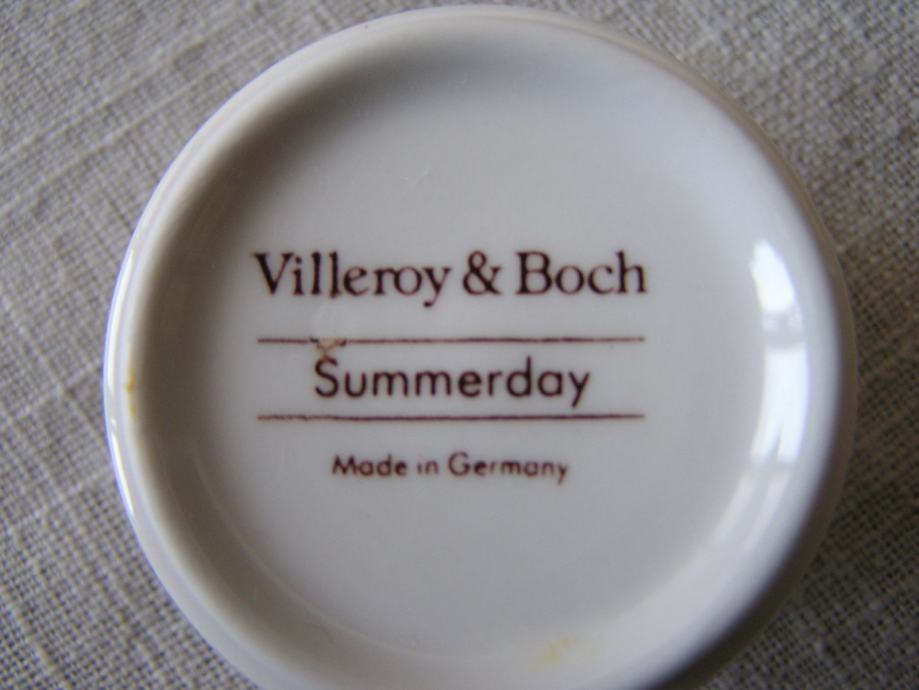 Villeroy & Boch
Summerday
Made in Germany